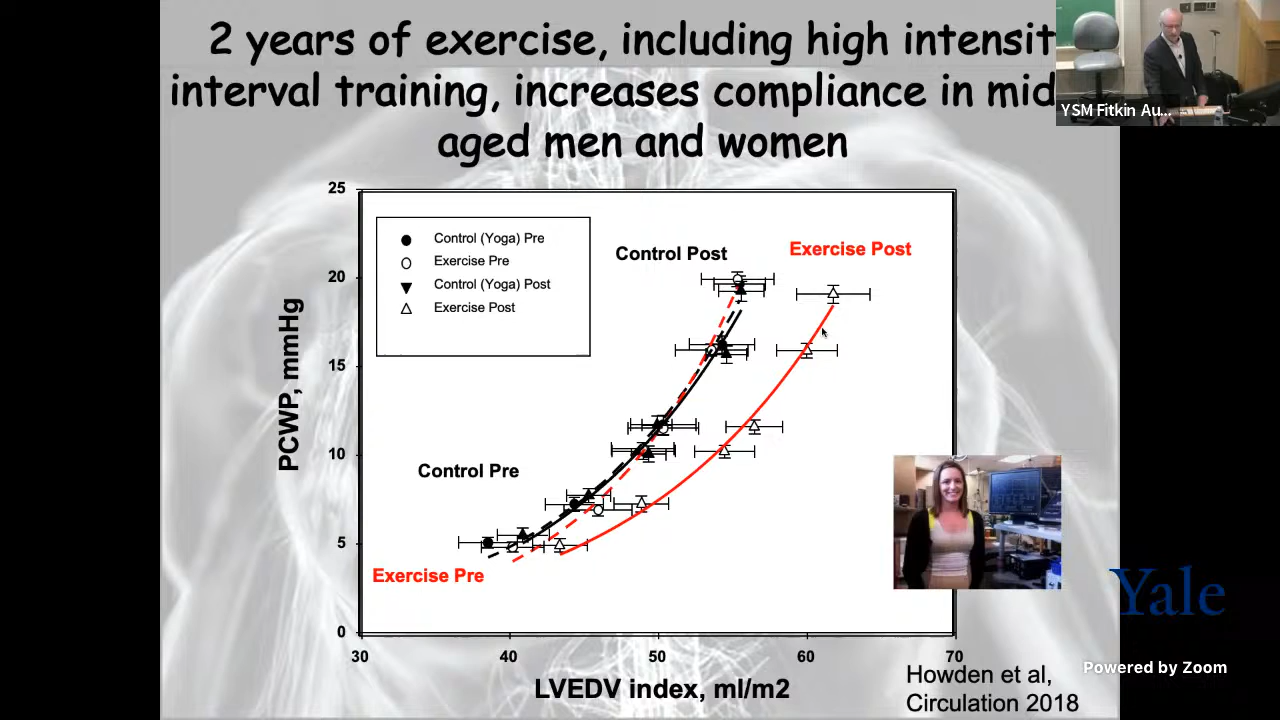 2 years of exercise, including high intensit
interval training, increases compliance in mid
aged men and women
YSM Fitkin Au...
25
20
15
10
5
0
PCWP, mmHg
Control (Yoga) Pre
Exercise Pre
Control (Yoga) Post
Exercise Post
Control Post
Exercise Post
Control Pre
Exercise Pre
30 40 50 60 70
LVEDV index, ml/m2
Howden et al,
Circulation 2018
Yale
Powered by Zoom